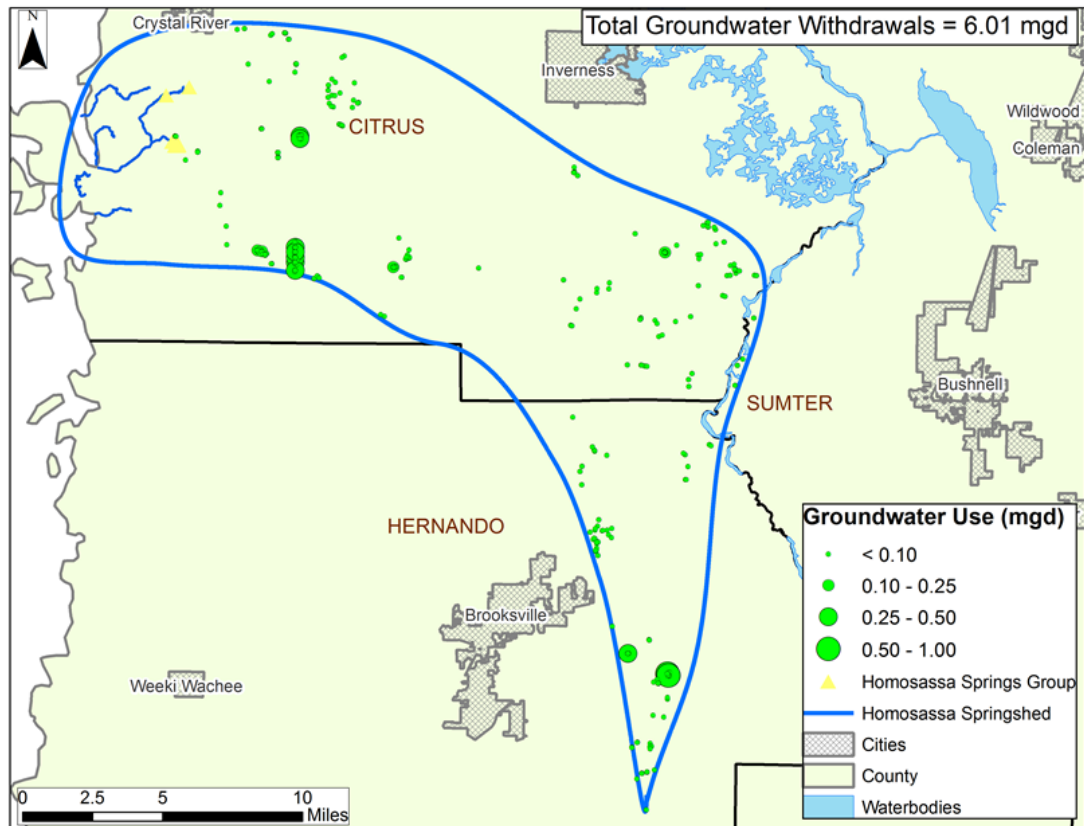 N
Crystal River
Total Groundwater Withdrawals = 6.01 mgd
Inverness
Wildwood
Coleman
CITRUS
Bushnell
SUMTER
HERNANDO
Brooksville
Weeki Wachee
Groundwater Use (mgd)
< 0.10
0.10 - 0.25
0.25 - 0.50
0.50 - 1.00
Homosassa Springs Group
Homosassa Springshed
Cities
County
Waterbodies
0 2.5 5 10
Miles